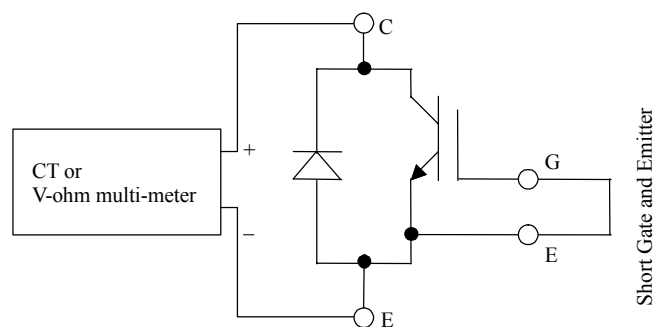 C
+
CT or
V-ohm multi-meter
G
−
E
E
Short Gate and Emitter